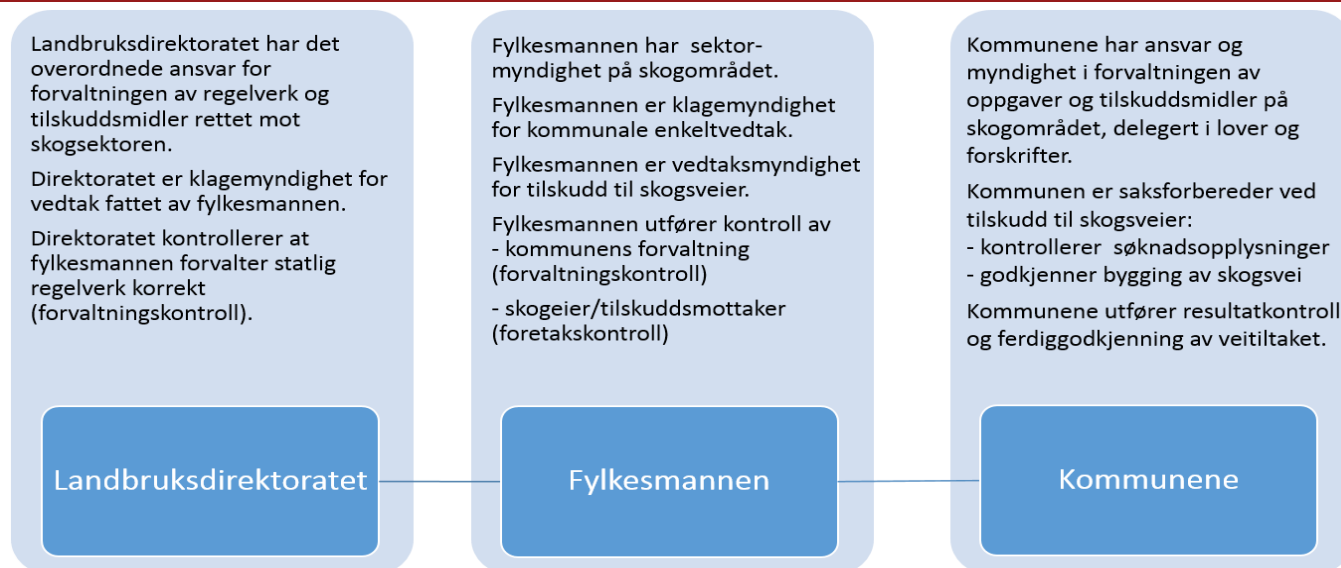 Landbruksdirektoratet har det
overordnede ansvar for
forvaltningen av regelverk og
tilskuddsmidler rettet mot
skogsektoren.
Direktoratet er klagemyndighet for
vedtak fattet av fylkesmannen.
Direktoratet kontrollerer at
fylkesmannen forvalter statlig
regelverk korrekt
(forvaltningskontroll).
Landbruksdirektoratet
Fylkesmannen har sektor-
myndighet på skogområdet.
Fylkesmannen er klagemyndighet
for kommunale enkeltvedtak.
Fylkesmannen er vedtaksmyndighet
for tilskudd til skogsveier.
Fylkesmannen utfører kontroll av
- kommunens forvaltning
(forvaltningskontroll)
- skogeier/tilskuddsmottaker
(foretakskontroll)
Fylkesmannen
Kommunene har ansvar og
myndighet i forvaltningen av
oppgaver og tilskuddsmidler på
skogområdet, delegert i lover og
forskrifter.
Kommunen er saksforbereder ved
tilskudd til skogsveier:
- kontrollerer søknadsopplysninger
- godkjenner bygging av skogsvei
Kommunene utfører resultatkontroll
og ferdiggodkjenning av veitiltaket.
Kommunene